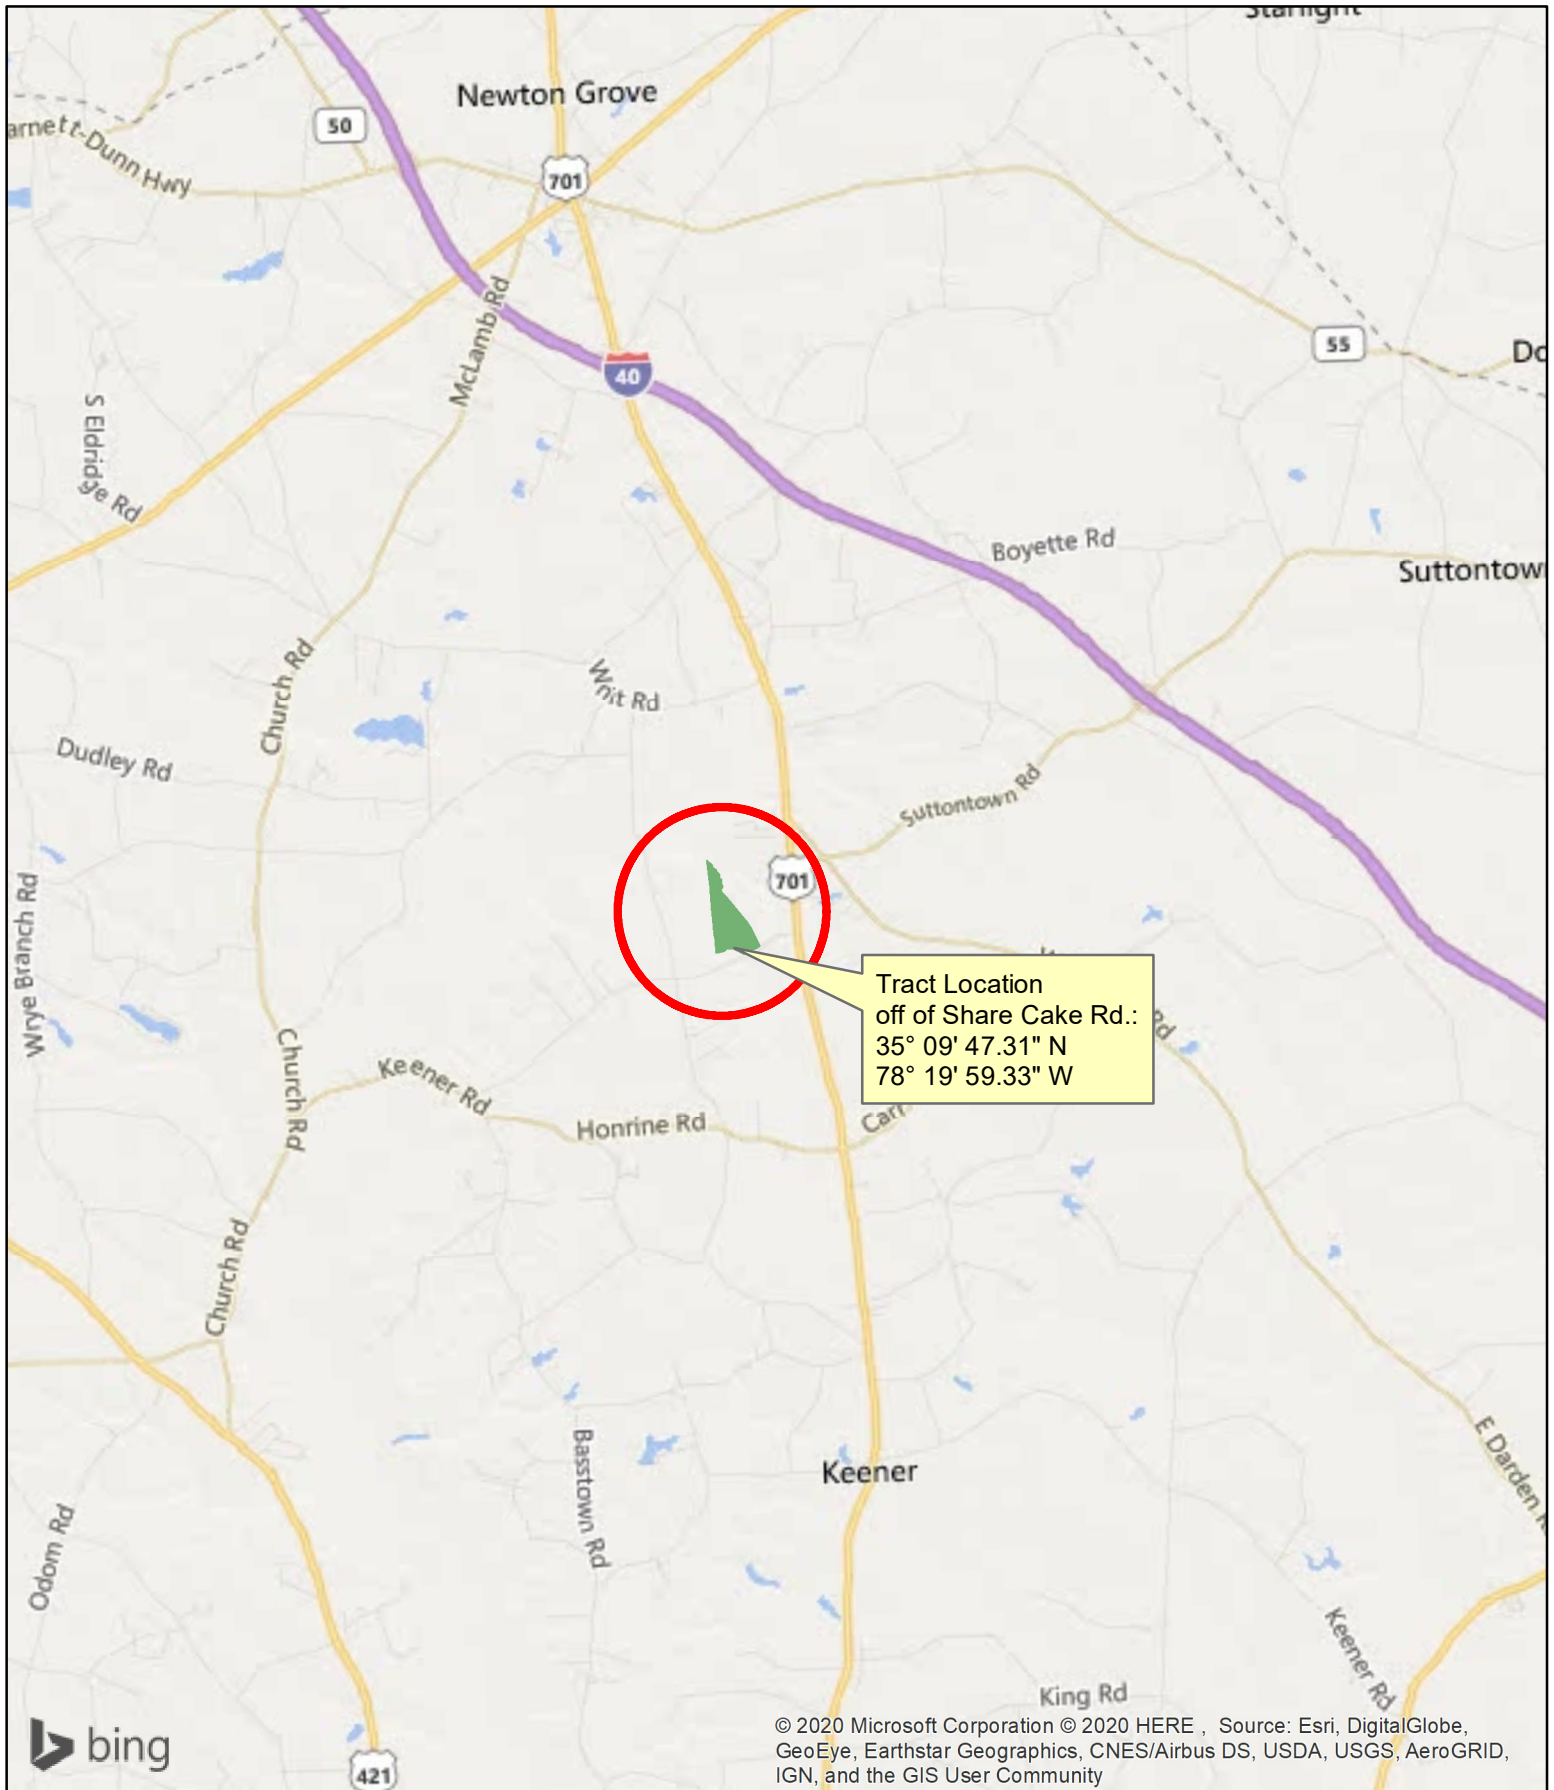 Newton Grove
50
Dunn Hwy
701
McLamb Rd
40
55
S Eldridge Rd
Boyette Rd
Church Rd
Writ Rd
Dudley Rd
Suttontown Rd
Wrye Branch Rd
701
Tract Location
off of Share Cake Rd.:
35° 09' 47.31" N
78° 19' 59.33" W
Rd
Church Rd
Keener Rd
Honrine Rd
Church Rd
Basstown Rd
Keener
E Darden
Odom Rd
Keener Rd
King Rd
bing
421
© 2020 Microsoft Corporation © 2020 HERE , Source: Esri, DigitalGlobe,
GeoEye, Earthstar Geographics, CNES/Airbus DS, USDA, USGS, AeroGRID,
IGN, and the GIS User Community